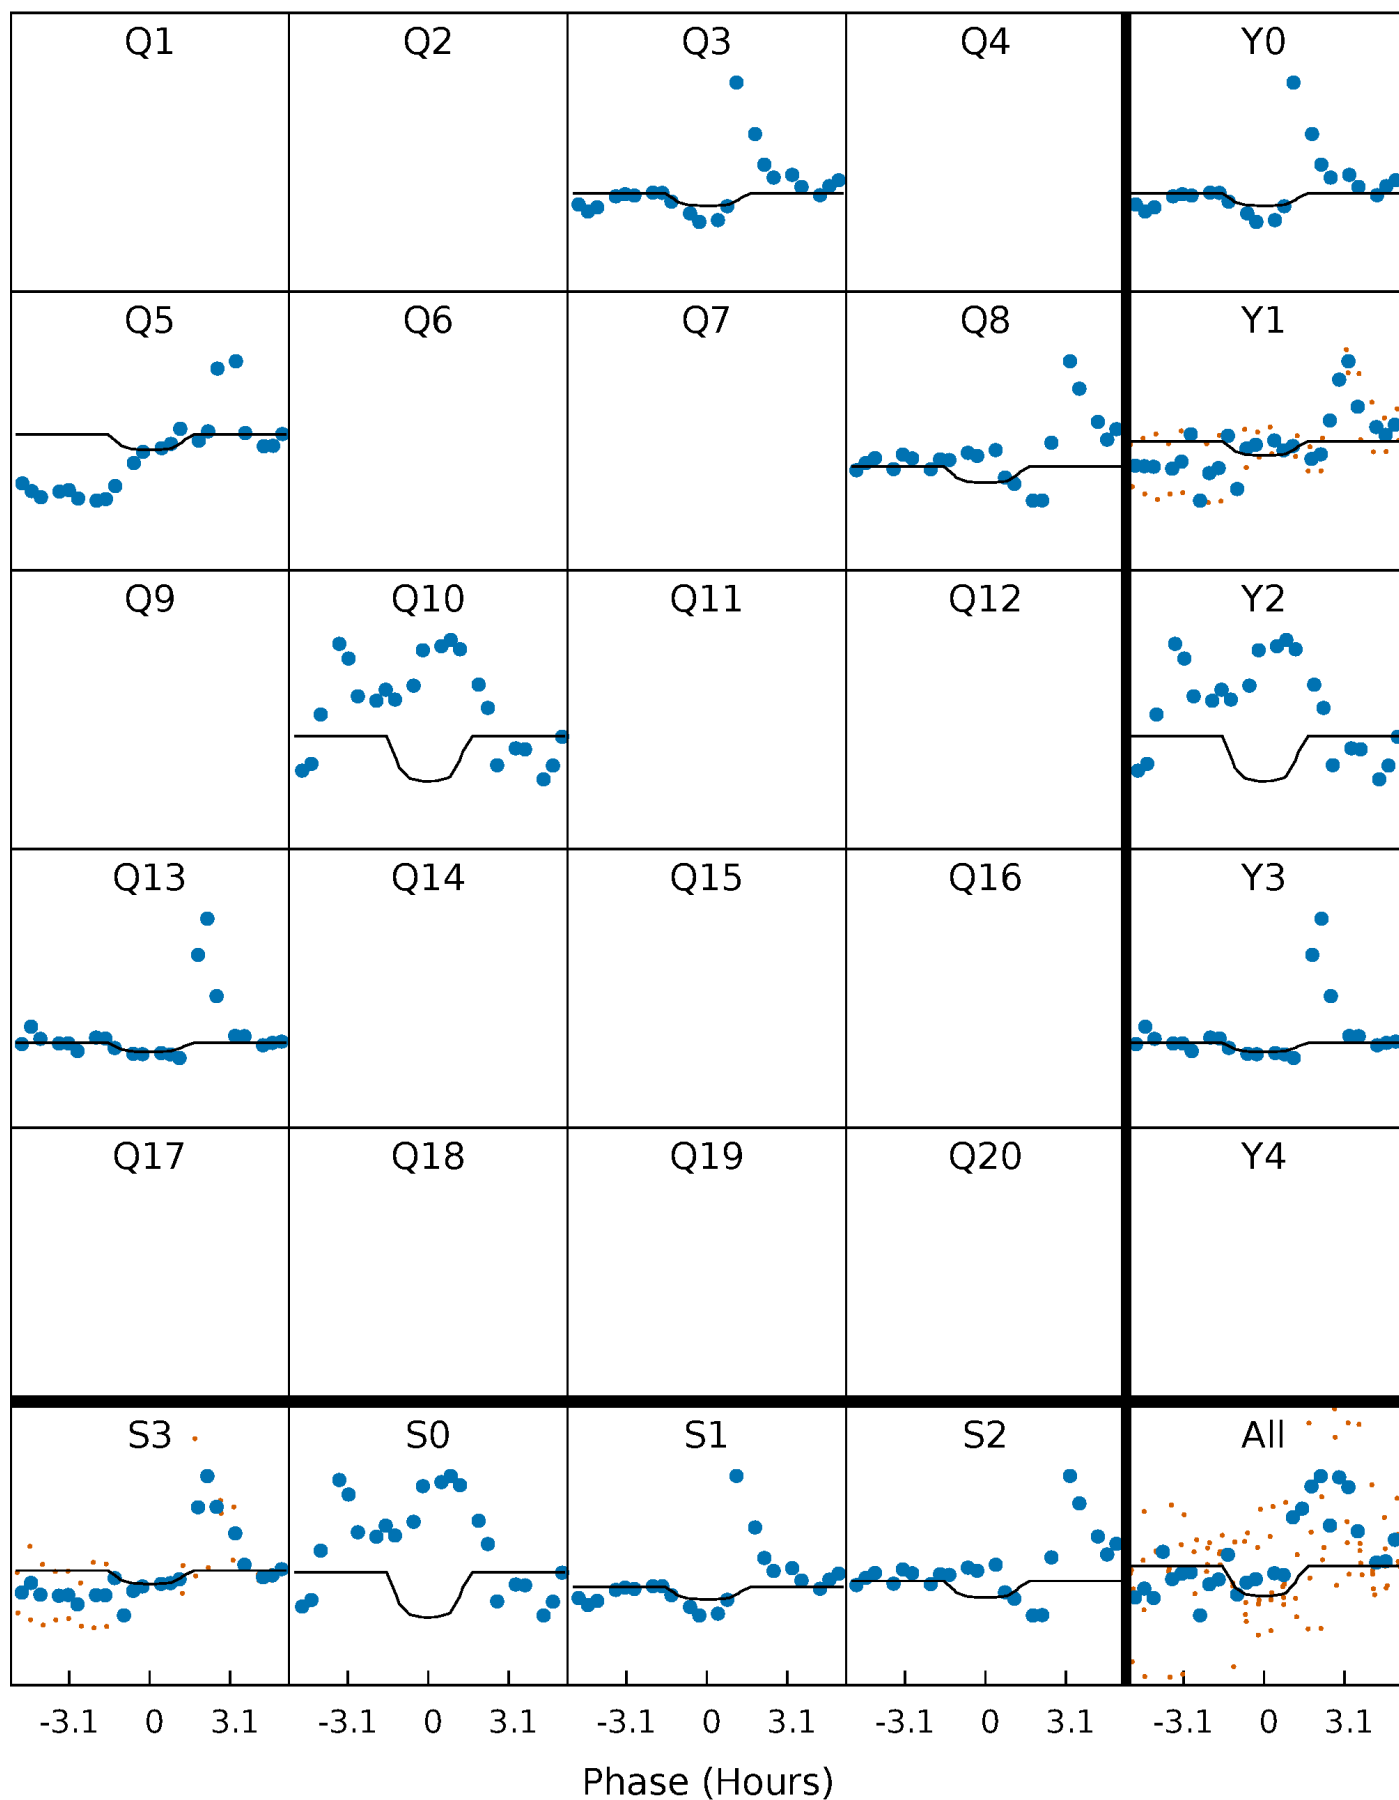 Q1 Q2 Q3 Q4 Y0
Q5 Q6 Q7 Q8 Y1
Q9 Q10 Q11 Q12 Y2
Q13 Q14 Q15 Q16 Y3
Q17 Q18 Q19 Q20 Y4
S3 S0 S1 S2 All
-3.1 0 3.1 -3.1 0 3.1 -3.1 0 3.1 -3.1 0 3.1 -3.1 0 3.1
Phase (Hours)